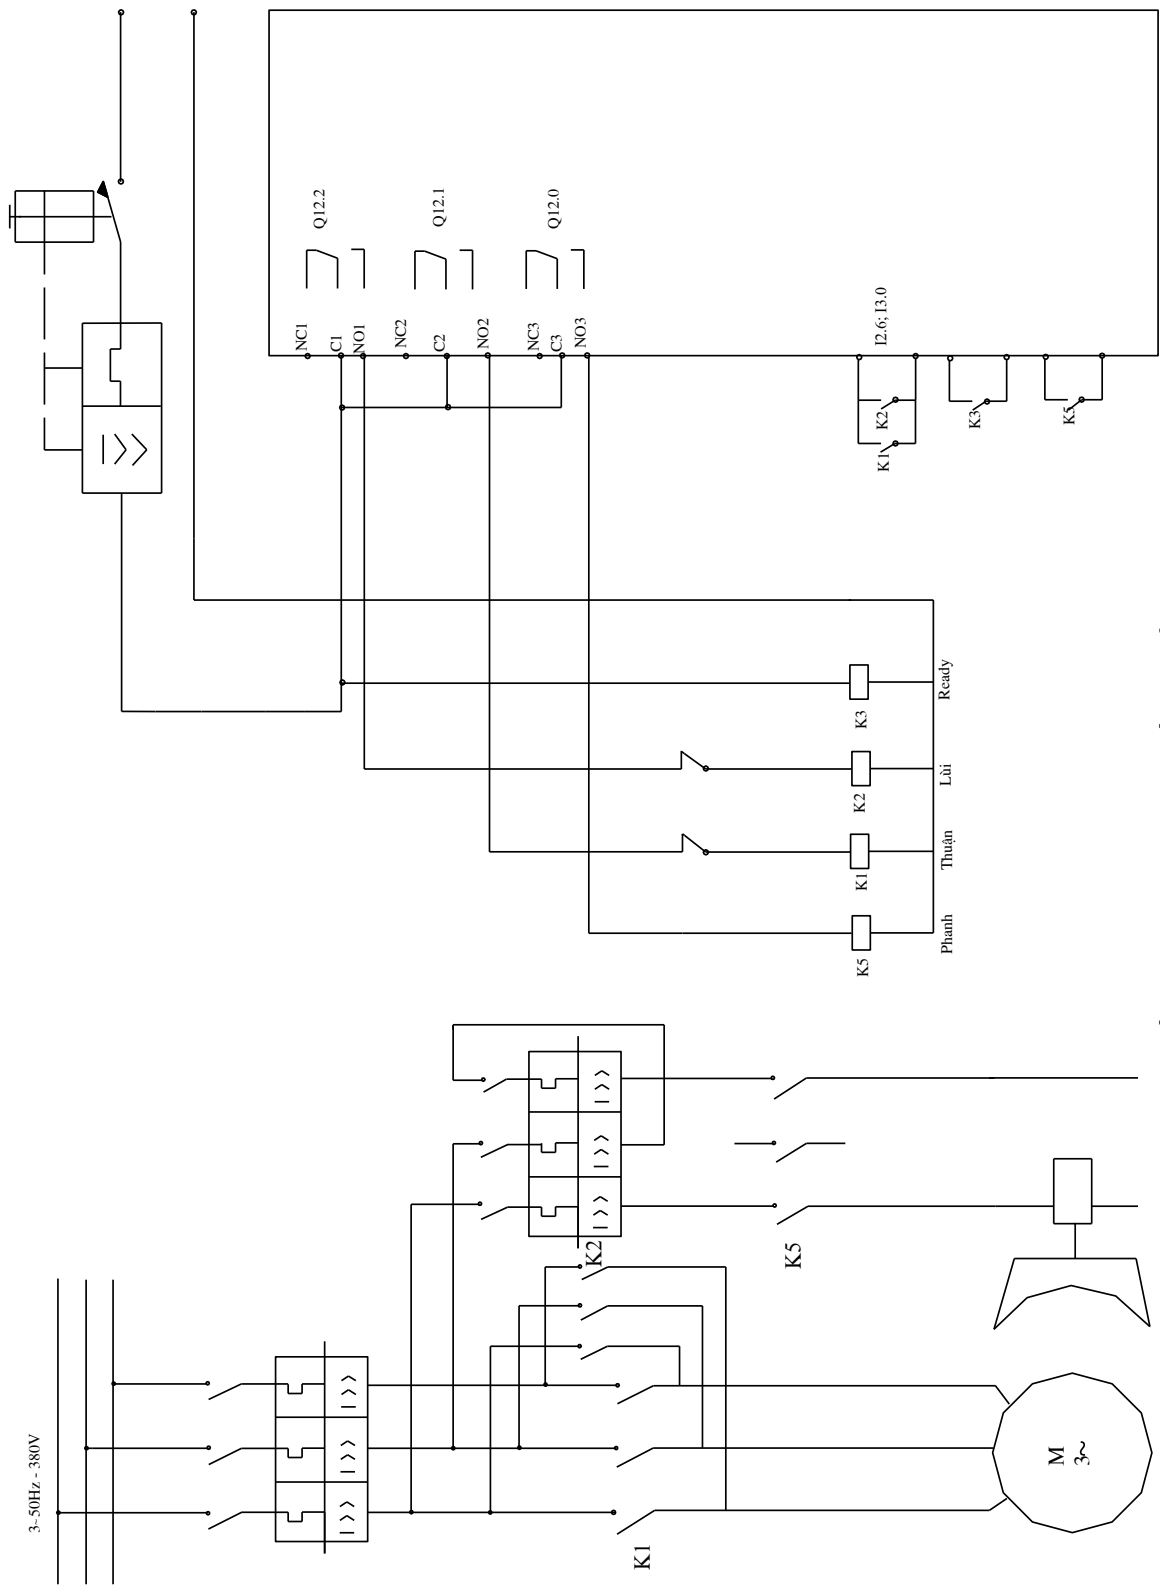 Q12.2
Q12.1
Q12.0
NC1
C1
NO1
NC2
C2
NO2
NC3
C3
NO3
I2.6; I3.0
K2
K1
K3
K5
K3
Ready
K2
Lùi
K1
Thuận
K5
Phanh
3~50Hz - 380V
K2
K5
K1
M
3~